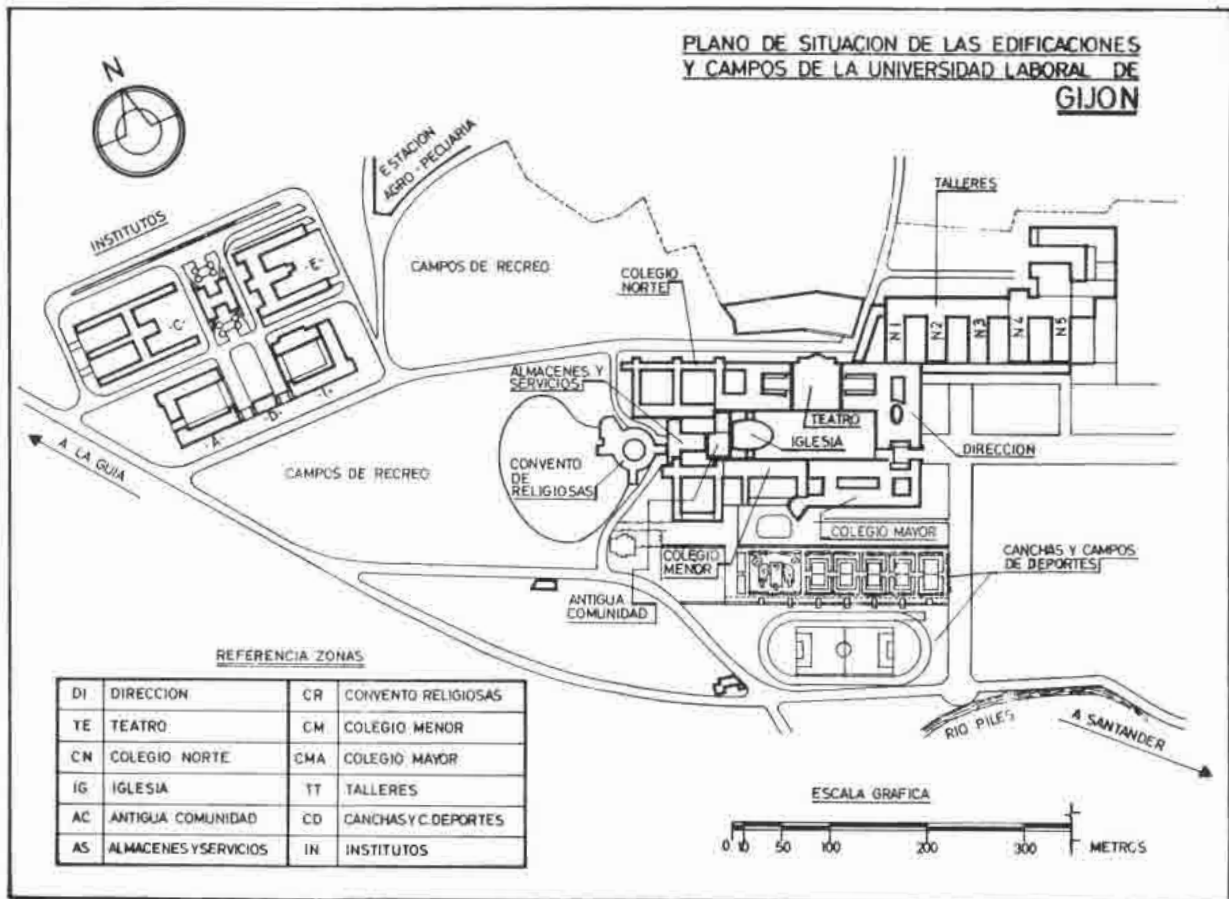 PLANO DE SITUACION DE LAS EDIFICACIONES
Y CAMPOS DE LA UNIVERSIDAD LABORAL DE
GIJON
N
ESTACION
AGRO-PECUARIA
INSTITUTOS
-E-
-C-
-A-
-D-
-I-
CAMPOS DE RECREO
TALLERES
COLEGIO
NORTE
N1
N2
N3
N4
N5
ALMACENES Y
SERVICIOS
TEATRO
IGLESIA
DIRECCION
A LA GUIA
CAMPOS DE RECREO
CONVENTO
DE
RELIGIOSAS
COLEGIO MAYOR
COLEGIO
MENOR
CANCHAS Y CAMPOS
DE DEPORTES
ANTIGUA
COMUNIDAD
RIO PILES
A SANTANDER
REFERENCIA ZONAS
DI DIRECCION CR CONVENTO RELIGIOSAS
TE TEATRO CM COLEGIO MENOR
CN COLEGIO NORTE CMA COLEGIO MAYOR
IG IGLESIA TT TALLERES
AC ANTIGUA COMUNIDAD CD CANCHAS Y C. DEPORTES
AS ALMACENES Y SERVICIOS IN INSTITUTOS
ESCALA GRAFICA
0 10 50 100 200 300 METROS